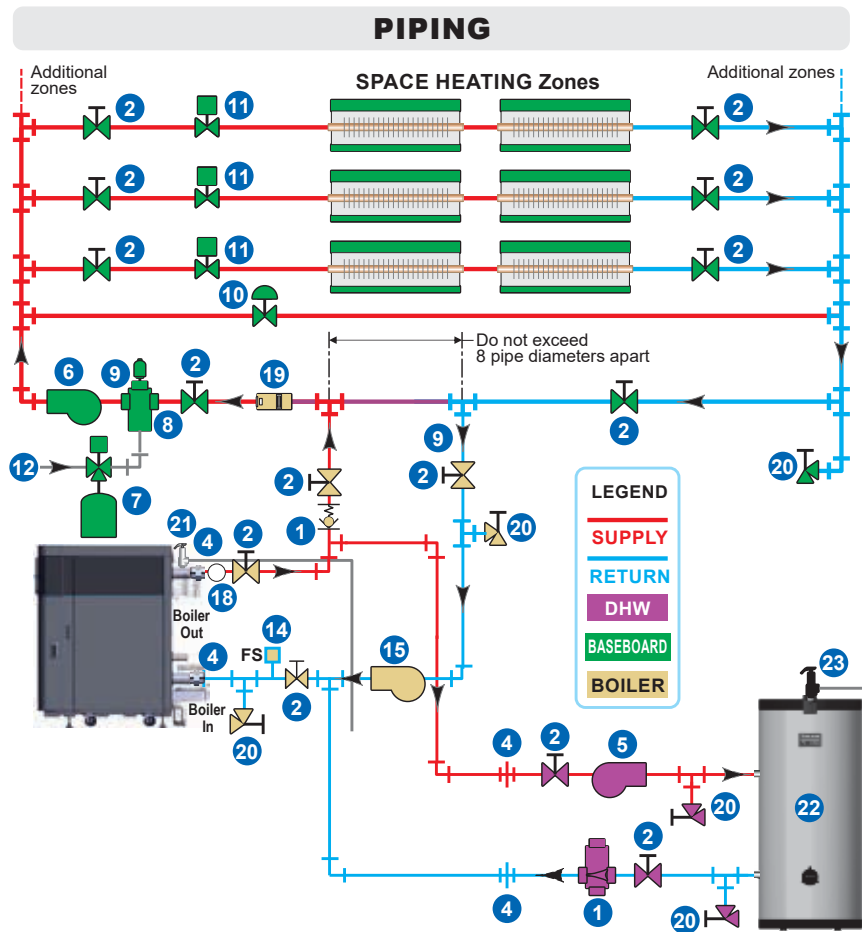 PIPING
Additional zones
SPACE HEATING Zones
Additional zones
2
11
2
2
11
2
2
11
2
10
Do not exceed
8 pipe diameters apart
6
9
2
19
8
2
9
12
7
2
2
20
20
1
21
4
2
18
Boiler
Out
LEGEND
SUPPLY
RETURN
DHW
BASEBOARD
BOILER
4
FS
14
15
2
Boiler
In
20
23
4
2
5
20
22
2
4
1
20